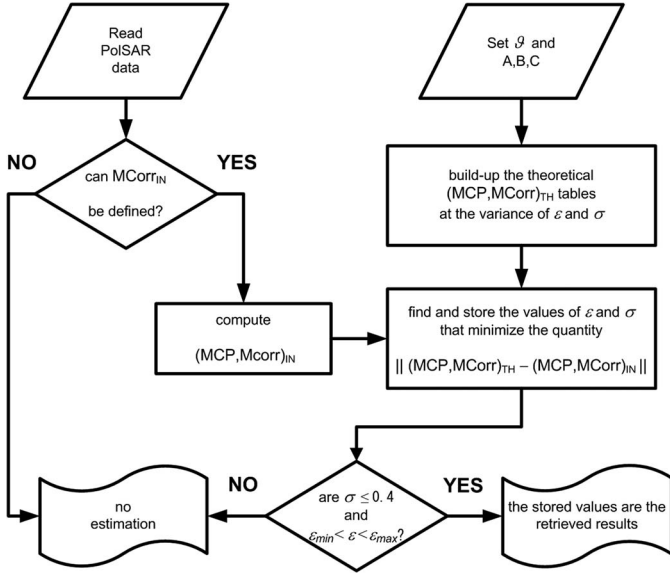 Read
PolSAR
data
Set ϑ and
A,B,C
NO
YES
can MCorrIN
be defined?
build-up the theoretical
(MCP,MCorr)TH tables
at the variance of ε and σ
compute
(MCP,Mcorr)IN
find and store the values of ε and σ
that minimize the quantity
|| (MCP,MCorr)TH – (MCP,MCorr)IN ||
NO
YES
are σ ≤ 0. 4
and
εmin< ε < εmax?
no
estimation
the stored values are the
retrieved results